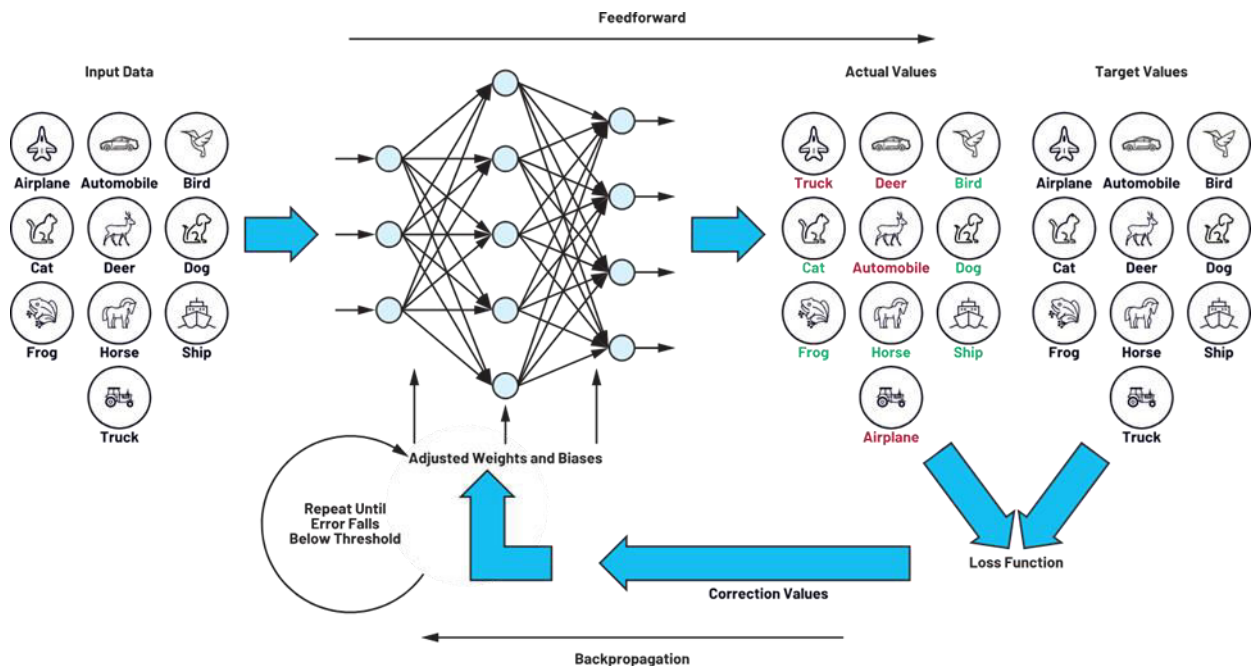 Feedforward
Input Data
Actual Values
Target Values
Airplane Automobile Bird
Truck Deer Bird
Airplane Automobile Bird
Cat Deer Dog
Cat Automobile Dog
Cat Deer Dog
Frog Horse Ship
Frog Horse Ship
Frog Horse Ship
Truck
Airplane
Truck
Adjusted Weights and Biases
Repeat Until
Error Falls
Below Threshold
Loss Function
Correction Values
Backpropagation